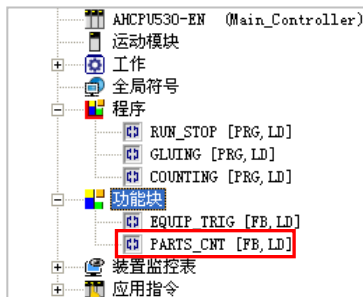 AHCPU530-EN (Main_Controller)
运动模块
工作
全局符号
程序
RUN_STOP [PRG, LD]
GLUING [PRG, LD]
COUNTING [PRG, LD]
功能块
EQUIP_TRIG [FB, LD]
PARTS_CNT [FB, LD]
装置监控表
应用指令